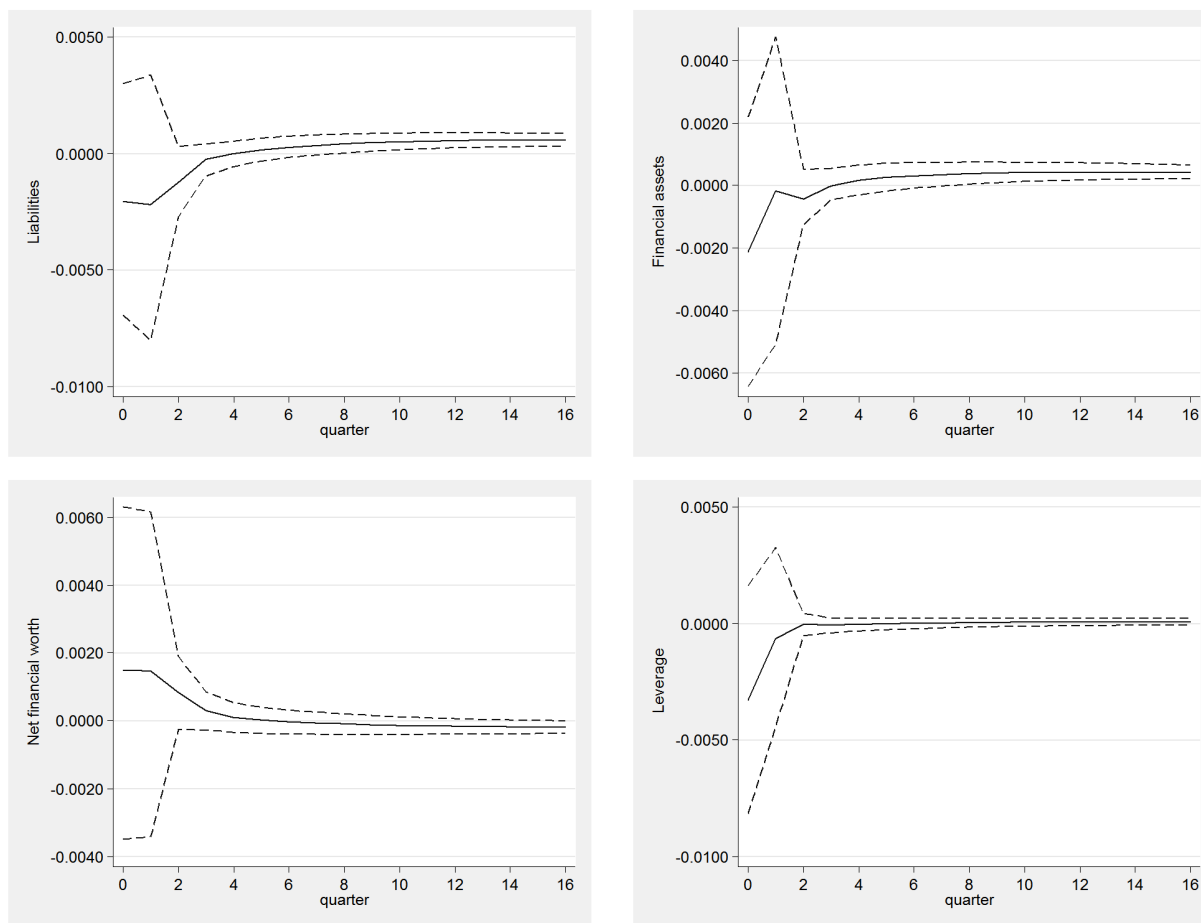 0.0050
0.0000
-0.0050
-0.0100
Liabilities
0 2 4 6 8 10 12 14 16
quarter
0.0040
0.0020
0.0000
-0.0020
-0.0040
-0.0060
Financial assets
0 2 4 6 8 10 12 14 16
quarter
0.0060
0.0040
0.0020
0.0000
-0.0020
-0.0040
Net financial worth
0 2 4 6 8 10 12 14 16
quarter
0.0050
0.0000
-0.0050
-0.0100
Leverage
0 2 4 6 8 10 12 14 16
quarter